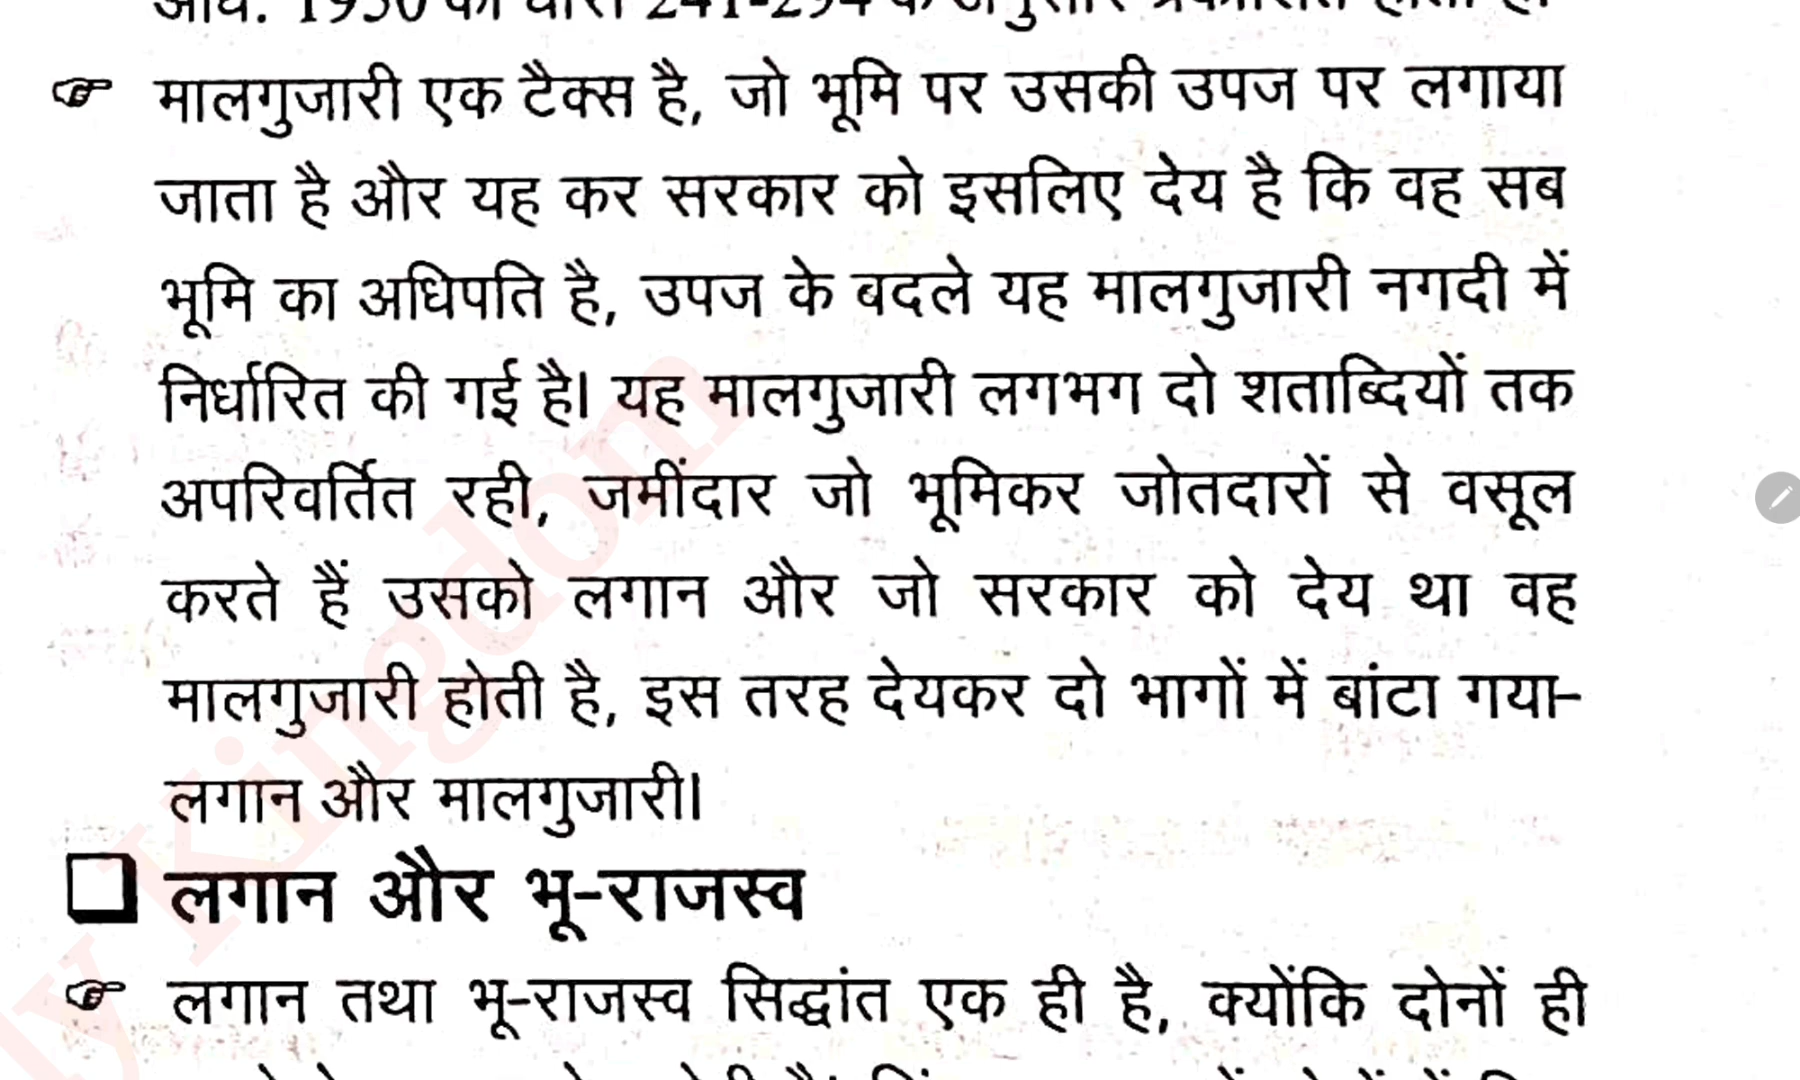 ☞ मालगुजारी एक टैक्स है, जो भूमि पर उसकी उपज पर लगाया
जाता है और यह कर सरकार को इसलिए देय है कि वह सब
भूमि का अधिपति है, उपज के बदले यह मालगुजारी नगदी में
निर्धारित की गई है। यह मालगुजारी लगभग दो शताब्दियों तक
अपरिवर्तित रही, जमींदार जो भूमिकर जोतदारों से वसूल
करते हैं उसको लगान और जो सरकार को देय था वह
मालगुजारी होती है, इस तरह देयकर दो भागों में बांटा गया–
लगान और मालगुजारी।
❑ लगान और भू-राजस्व
☞ लगान तथा भू-राजस्व सिद्धांत एक ही है, क्योंकि दोनों ही
Kingdom